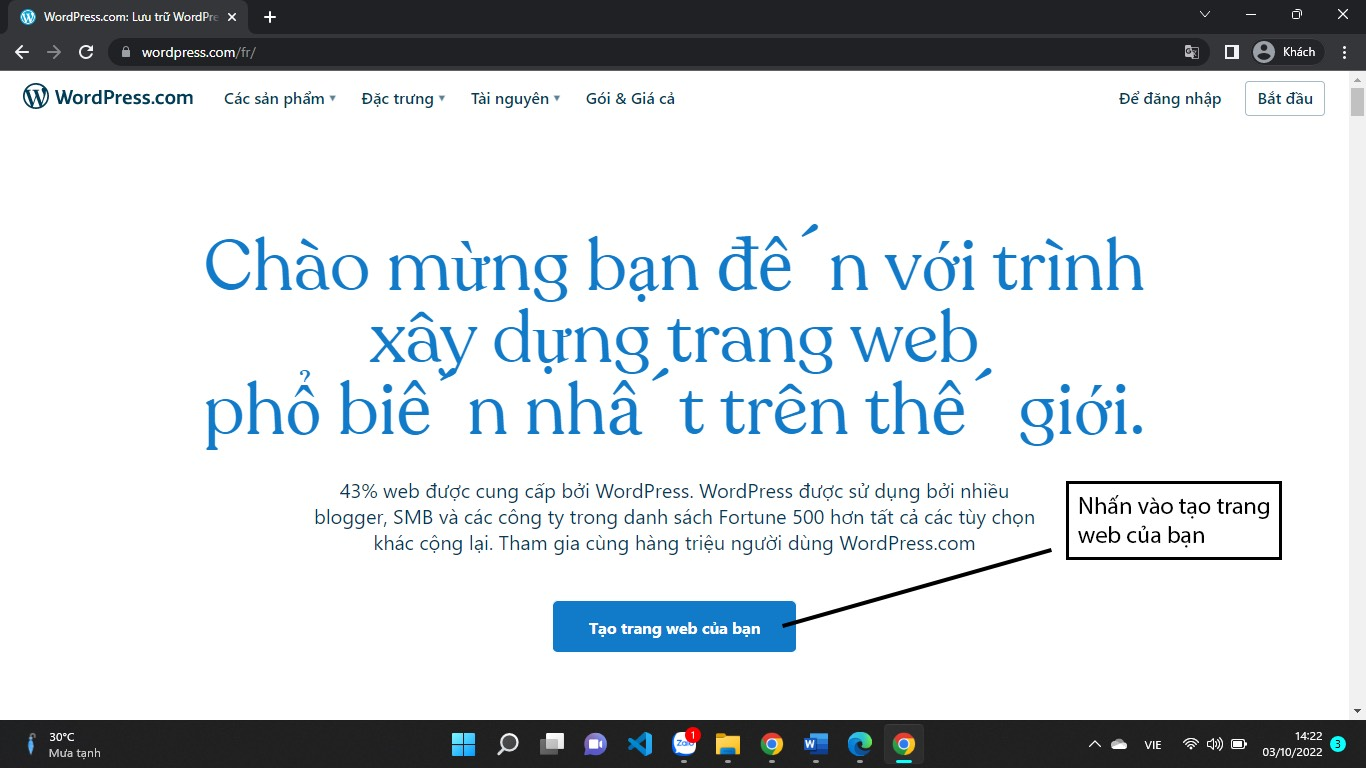 WordPress.com: Lưu trữ WordPre
wordpress.com/fr/
Khách
WordPress.com
Các sản phẩm
Đặc trưng
Tài nguyên
Gói & Giá cả
Để đăng nhập
Bắt đầu
Chào mừng bạn đến với trình
xây dựng trang web
phổ biến nhất trên thế giới.
43% web được cung cấp bởi WordPress. WordPress được sử dụng bởi nhiều
blogger, SMB và các công ty trong danh sách Fortune 500 hơn tất cả các tùy chọn
khác cộng lại. Tham gia cùng hàng triệu người dùng WordPress.com
Nhấn vào tạo trang
web của bạn
Tạo trang web của bạn
30°C
Mưa tạnh
Zalo
1
VIE
14:22
03/10/2022
3